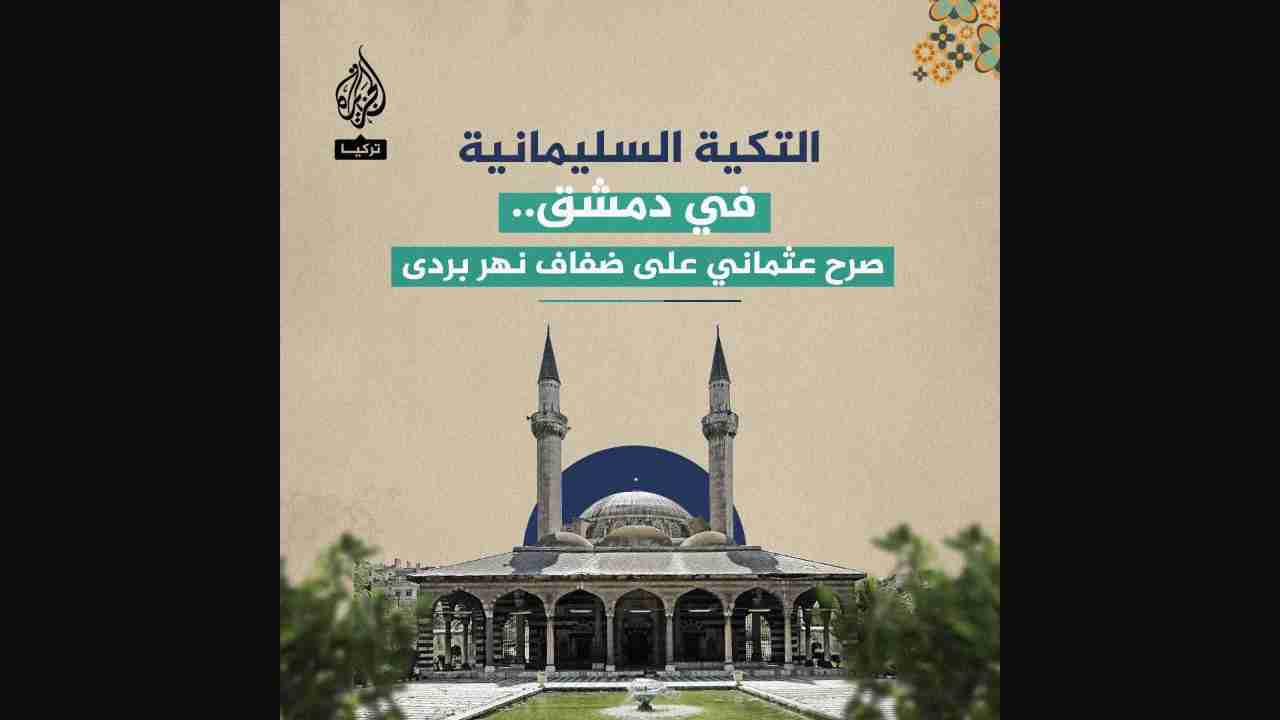 الجزيرة
تركيا
التكية السليمانية
في دمشق..
صرح عثماني على ضفاف نهر بردى